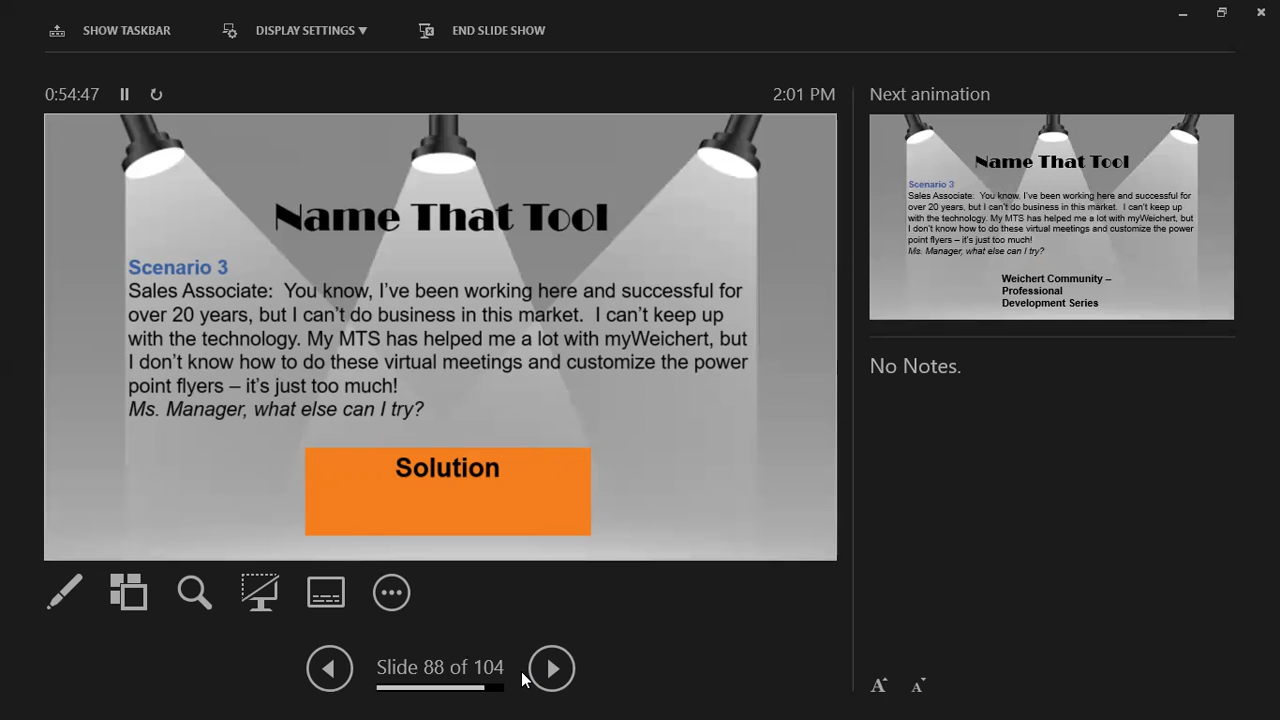 SHOW TASKBAR
DISPLAY SETTINGS ▼
END SLIDE SHOW
0:54:47
2:01 PM
Name That Tool
Scenario 3
Sales Associate:  You know, I've been working here and successful for
over 20 years, but I can't do business in this market.  I can't keep up
with the technology. My MTS has helped me a lot with myWeichert, but
I don't know how to do these virtual meetings and customize the power
point flyers – it's just too much!
Ms. Manager, what else can I try?
Solution
Slide 88 of 104
Next animation
Name That Tool
Scenario 3
Sales Associate:  You know, I've been working here and successful for
over 20 years, but I can't do business in this market.  I can't keep up
with the technology. My MTS has helped me a lot with myWeichert, but
I don't know how to do these virtual meetings and customize the power
point flyers – it's just too much!
Ms. Manager, what else can I try?
Weichert Community –
Professional
Development Series
No Notes.
A A